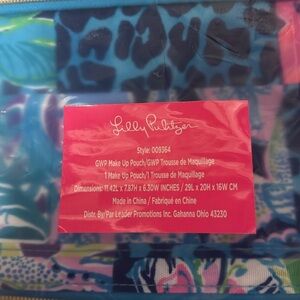 Lilly Pulitzer
Style: 009364
GWP Make Up Pouch/GWP Trousse de Maquillage
1 Make Up Pouch/1 Trousse de Maquillage
Dimensions: 11.42L x 7.87H x 6.30W INCHES / 29L x 20H x 16W CM
Made in China / Fabriqué en Chine
Distr. By/Par Leader Promotions Inc. Gahanna Ohio 43230